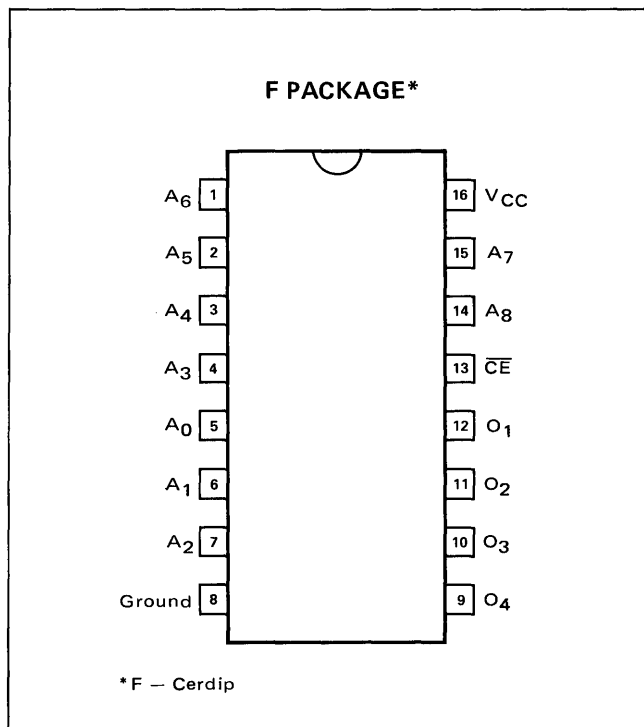 F PACKAGE*
A6 1 16 VCC
A5 2 15 A7
A4 3 14 A8
A3 4 13 C̅E̅
A0 5 12 O1
A1 6 11 O2
A2 7 10 O3
Ground 8 9 O4
*F – Cerdip